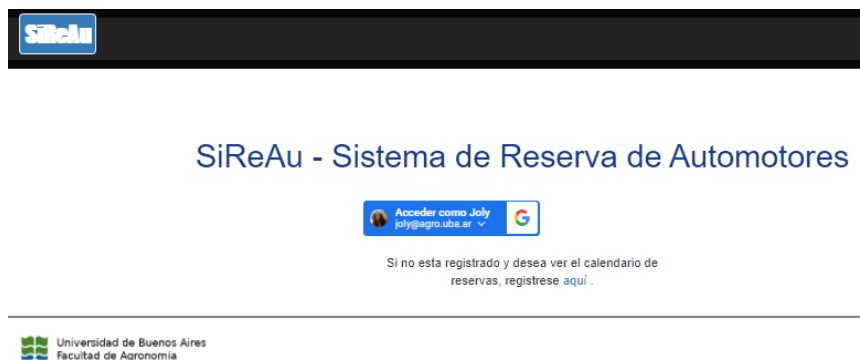 SiReAu
SiReAu - Sistema de Reserva de Automotores
Acceder como Joly
joly@agro.uba.ar
Si no esta registrado y desea ver el calendario de
reservas, registrese aquí .
Universidad de Buenos Aires
Facultad de Agronomía